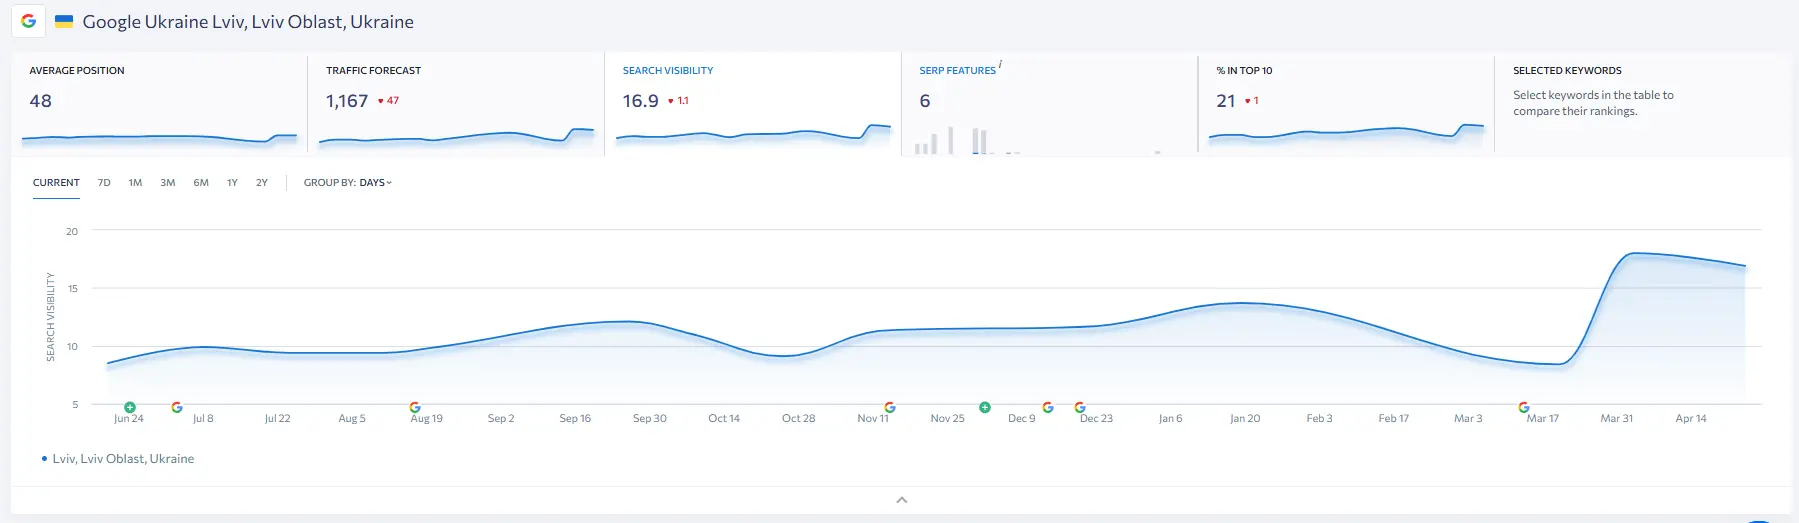 Google Ukraine Lviv, Lviv Oblast, Ukraine
AVERAGE POSITION
48
TRAFFIC FORECAST
1,167 47
SEARCH VISIBILITY
16.9 1.1
SERP FEATURES i
6
% IN TOP 10
21 1
SELECTED KEYWORDS
Select keywords in the table to
compare their rankings.
CURRENT 7D 1M 3M 6M 1Y 2Y GROUP BY: DAYS
SEARCH VISIBILITY
20
15
10
5
Jun 24 Jul 8 Jul 22 Aug 5 Aug 19 Sep 2 Sep 16 Sep 30 Oct 14 Oct 28 Nov 11 Nov 25 Dec 9 Dec 23 Jan 6 Jan 20 Feb 3 Feb 17 Mar 3 Mar 17 Mar 31 Apr 14
Lviv, Lviv Oblast, Ukraine